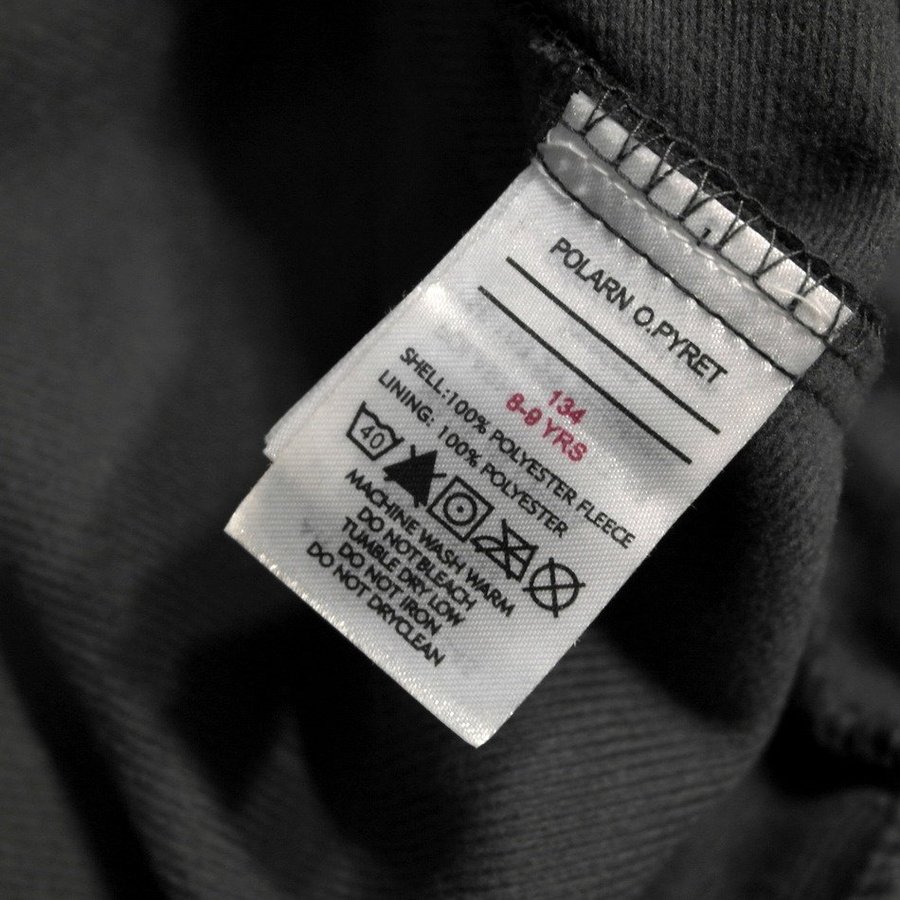 POLARN O.PYRET
134
8-9 YRS
SHELL:100% POLYESTER FLEECE
LINING: 100% POLYESTER
40
MACHINE WASH WARM
DO NOT BLEACH
TUMBLE DRY LOW
DO NOT IRON
DO NOT DRYCLEAN